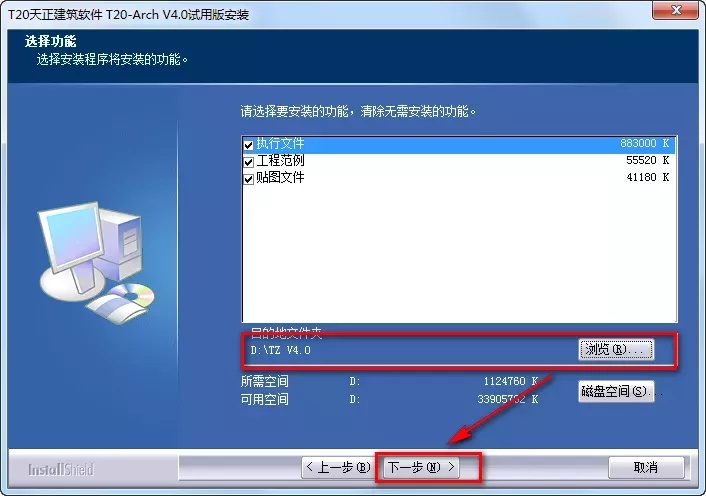 T20天正建筑软件 T20-Arch V4.0试用版安装
选择功能
选择安装程序将安装的功能。
请选择要安装的功能，清除无需安装的功能。
执行文件 883000 K
工程范例 55520 K
贴图文件 41180 K
目的地文件夹
D:\TZ V4.0
浏览(R)...
所需空间 D: 1124760 K
可用空间 D: 33905792 K
磁盘空间(S)...
InstallShield
< 上一步(B)
下一步(N) >
取消